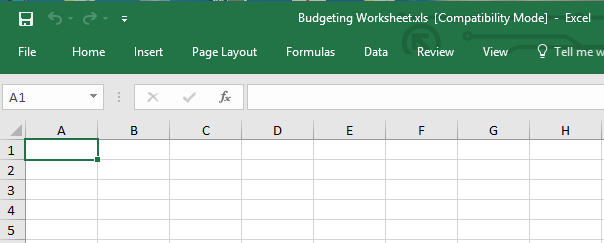 Budgeting Worksheet.xls [Compatibility Mode] - Excel
File Home Insert Page Layout Formulas Data Review View Tell me w
A1 fx
A B C D E F G H
1
2
3
4
5